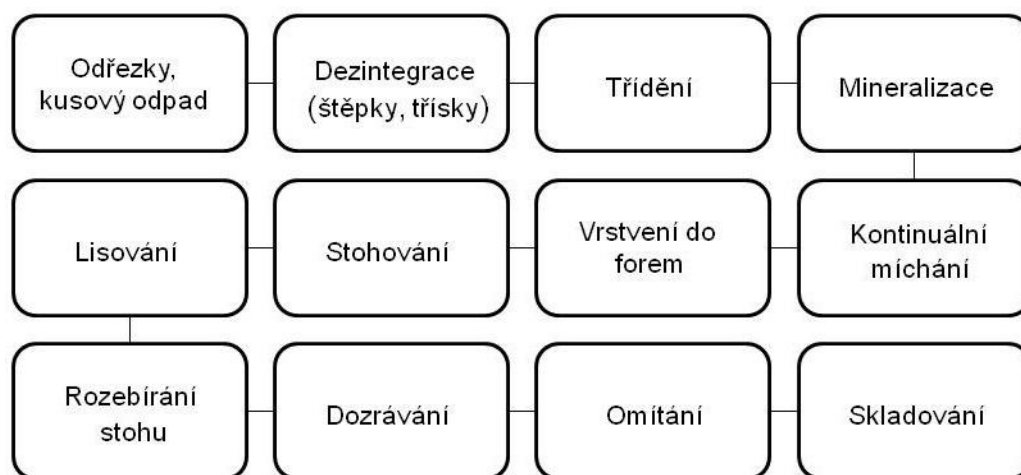 Odřezky,
kusový odpad
Dezintegrace
(štěpky, třísky)
Třídění
Mineralizace
Lisování
Stohování
Vrstvení do
forem
Kontinuální
míchání
Rozebírání
stohu
Dozrávání
Omítání
Skladování